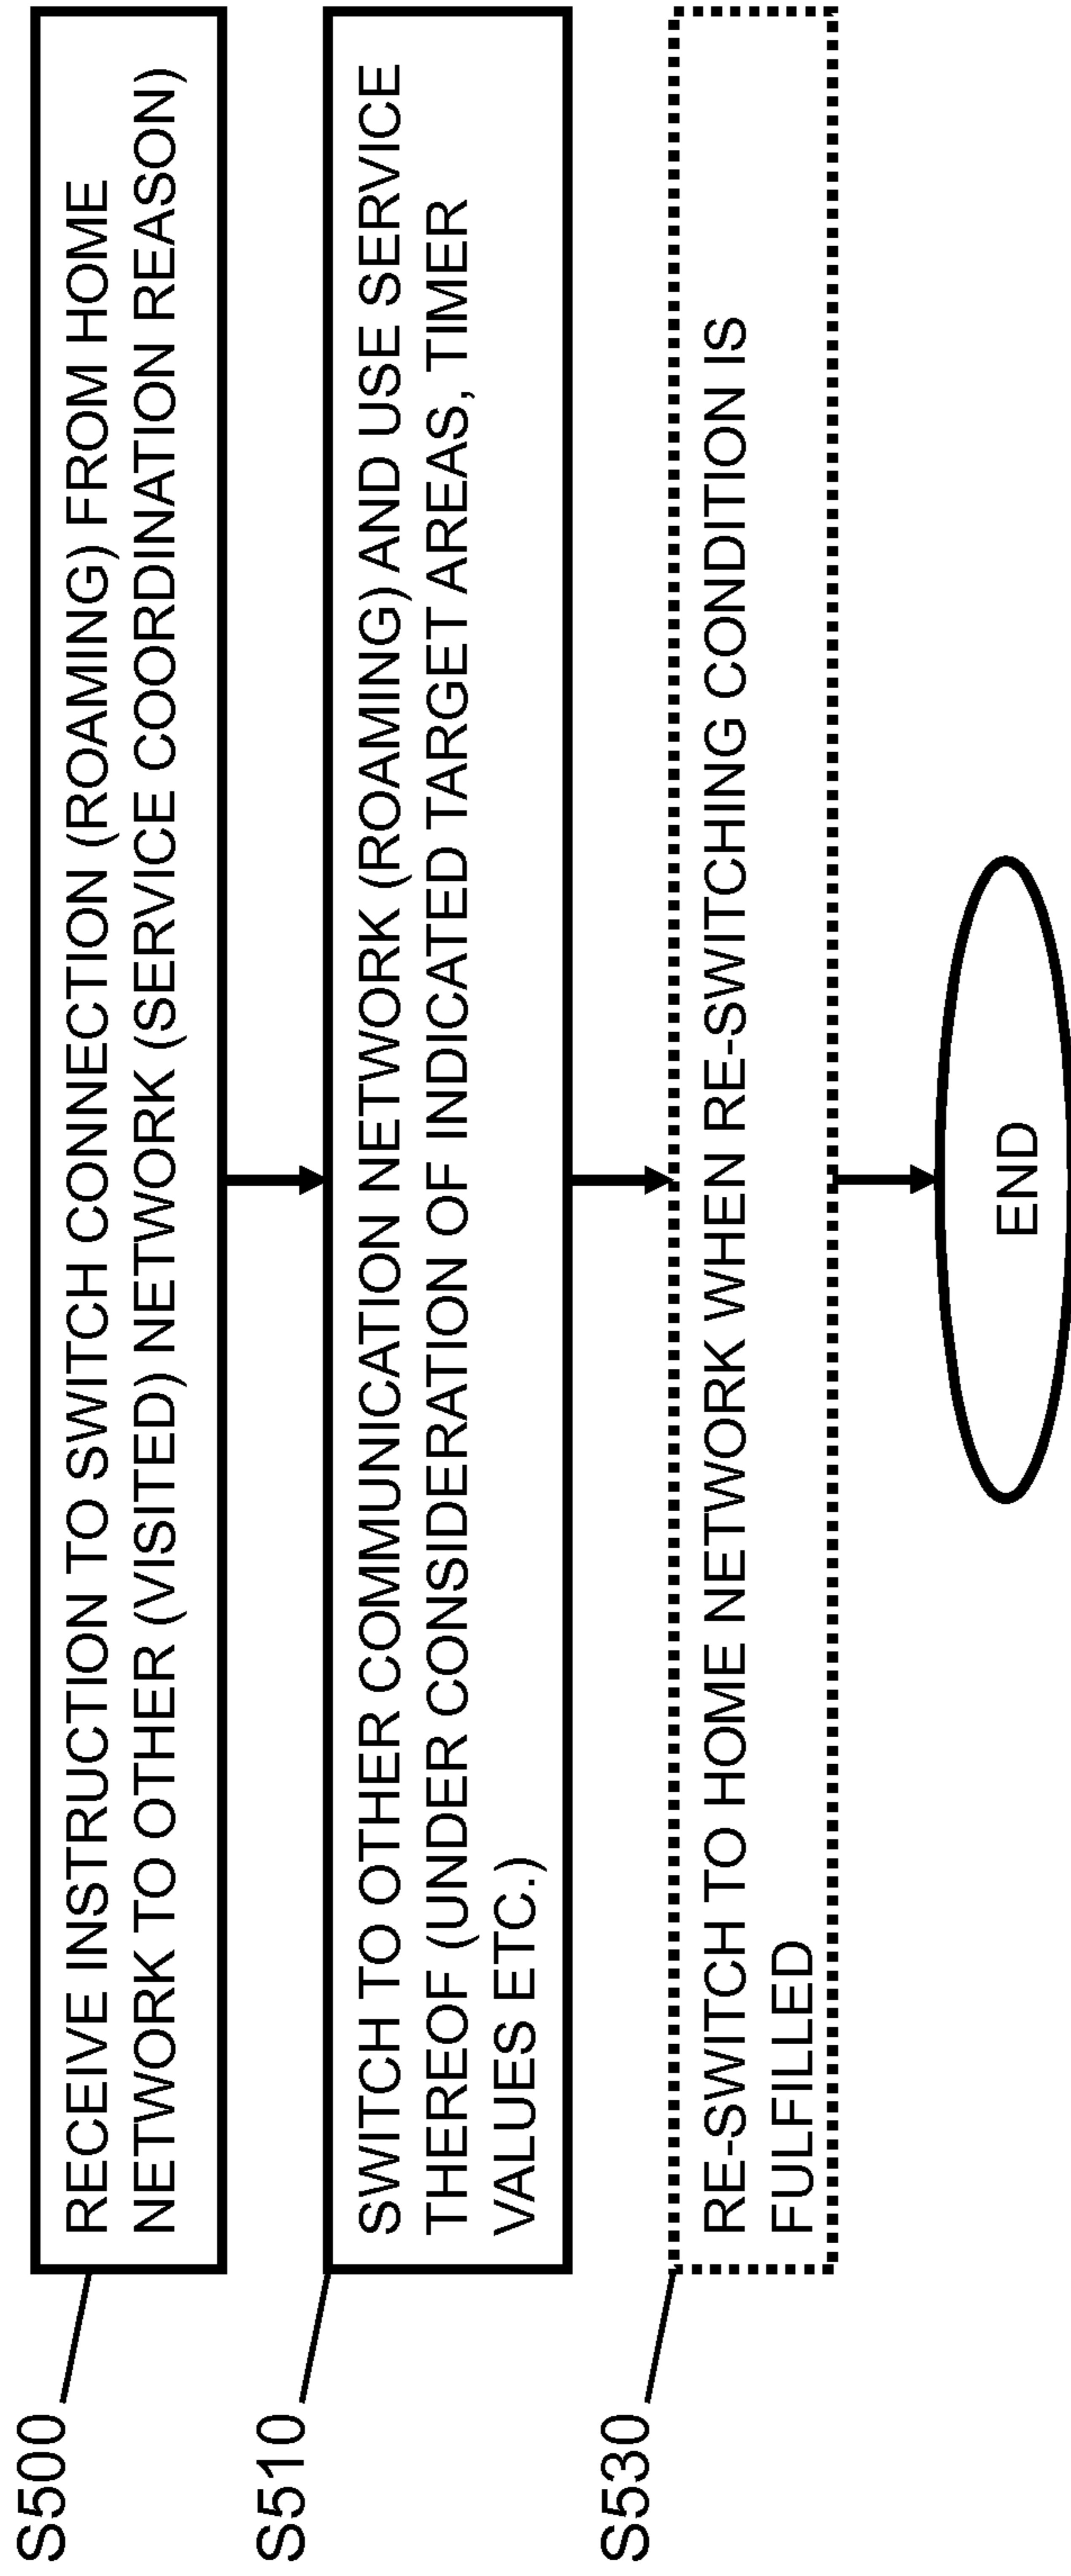 S500
RECEIVE INSTRUCTION TO SWITCH CONNECTION (ROAMING) FROM HOME
NETWORK TO OTHER (VISITED) NETWORK (SERVICE COORDINATION REASON)
S510
SWITCH TO OTHER COMMUNICATION NETWORK (ROAMING) AND USE SERVICE
THEREOF (UNDER CONSIDERATION OF INDICATED TARGET AREAS, TIMER
VALUES ETC.)
S530
RE-SWITCH TO HOME NETWORK WHEN RE-SWITCHING CONDITION IS
FULFILLED
END